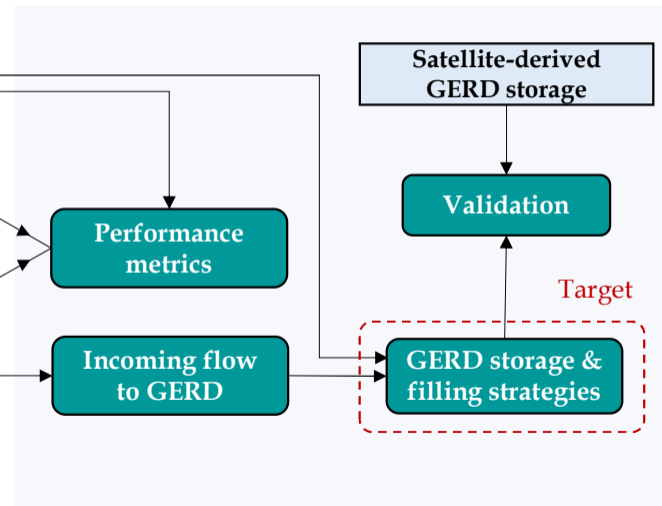 Satellite-derived
GERD storage
Validation
Performance
metrics
Target
Incoming flow
to GERD
GERD storage &
filling strategies